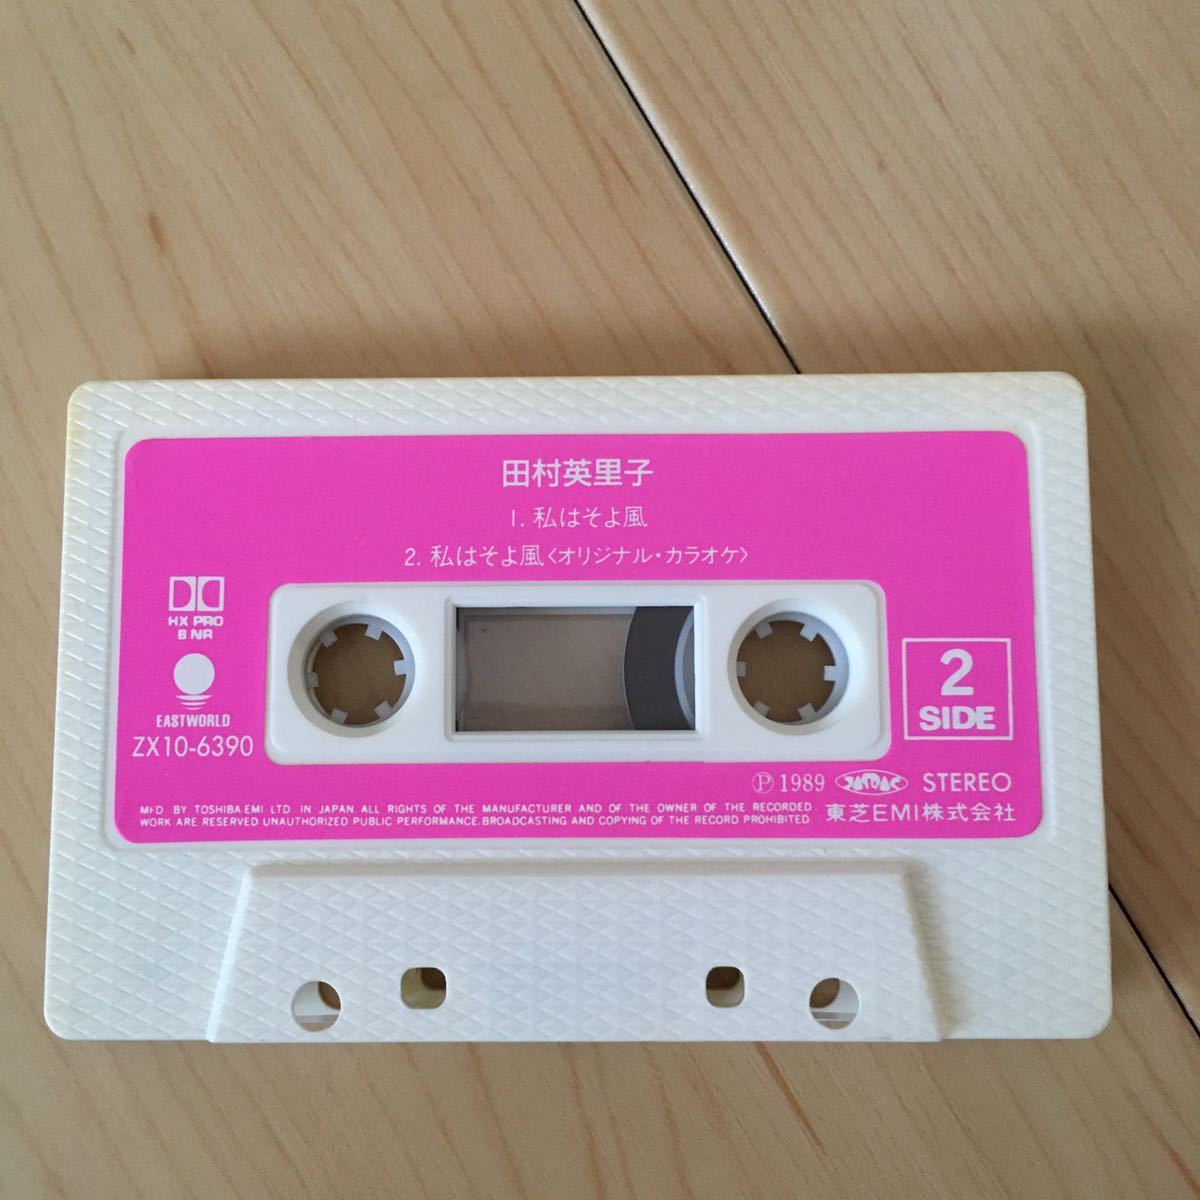 田村英里子
1. 私はそよ風
2. 私はそよ風〈オリジナル・カラオケ〉
HX PRO
B NR
EASTWORLD
ZX10-6390
2
SIDE
Ⓟ 1989 JASRAC STEREO
MFD. BY TOSHIBA EMI LTD. IN JAPAN. ALL RIGHTS OF THE MANUFACTURER AND OF THE OWNER OF THE RECORDED
WORK ARE RESERVED UNAUTHORIZED PUBLIC PERFORMANCE. BROADCASTING AND COPYING OF THE RECORD PROHIBITED
東芝EMI株式会社